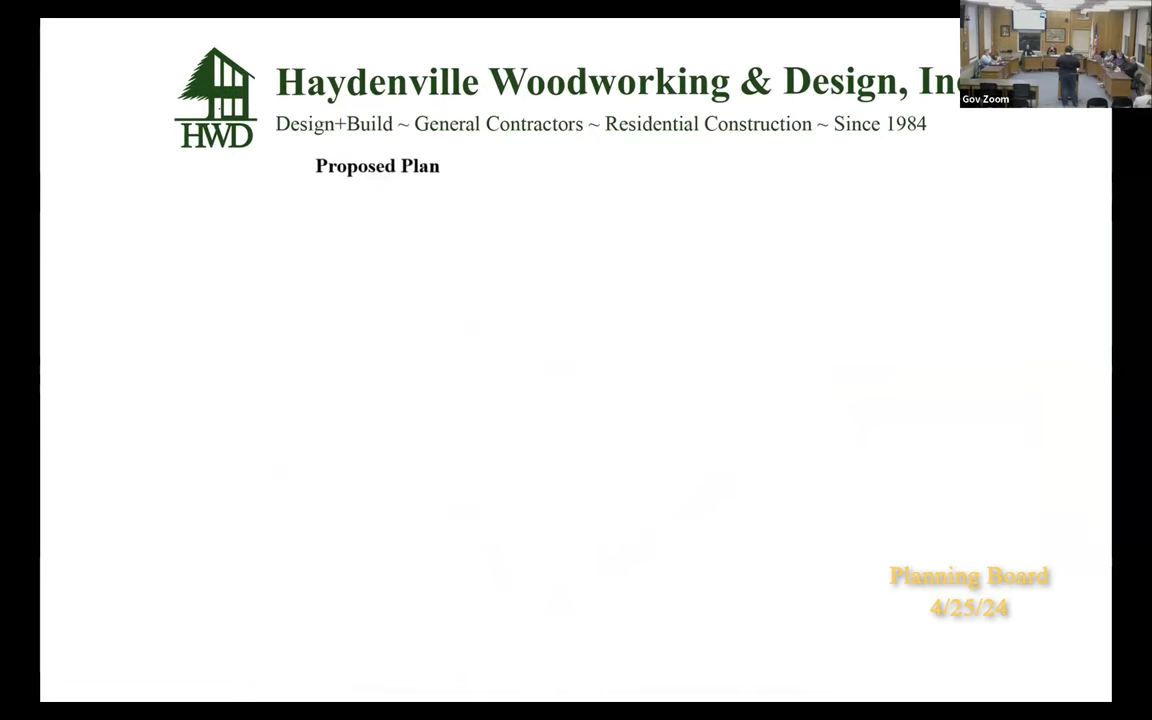 Haydenville Woodworking & Design, In
Gov Zoom
HWD
Design+Build ~ General Contractors ~ Residential Construction ~ Since 1984
Proposed Plan
Planning Board
4/25/24